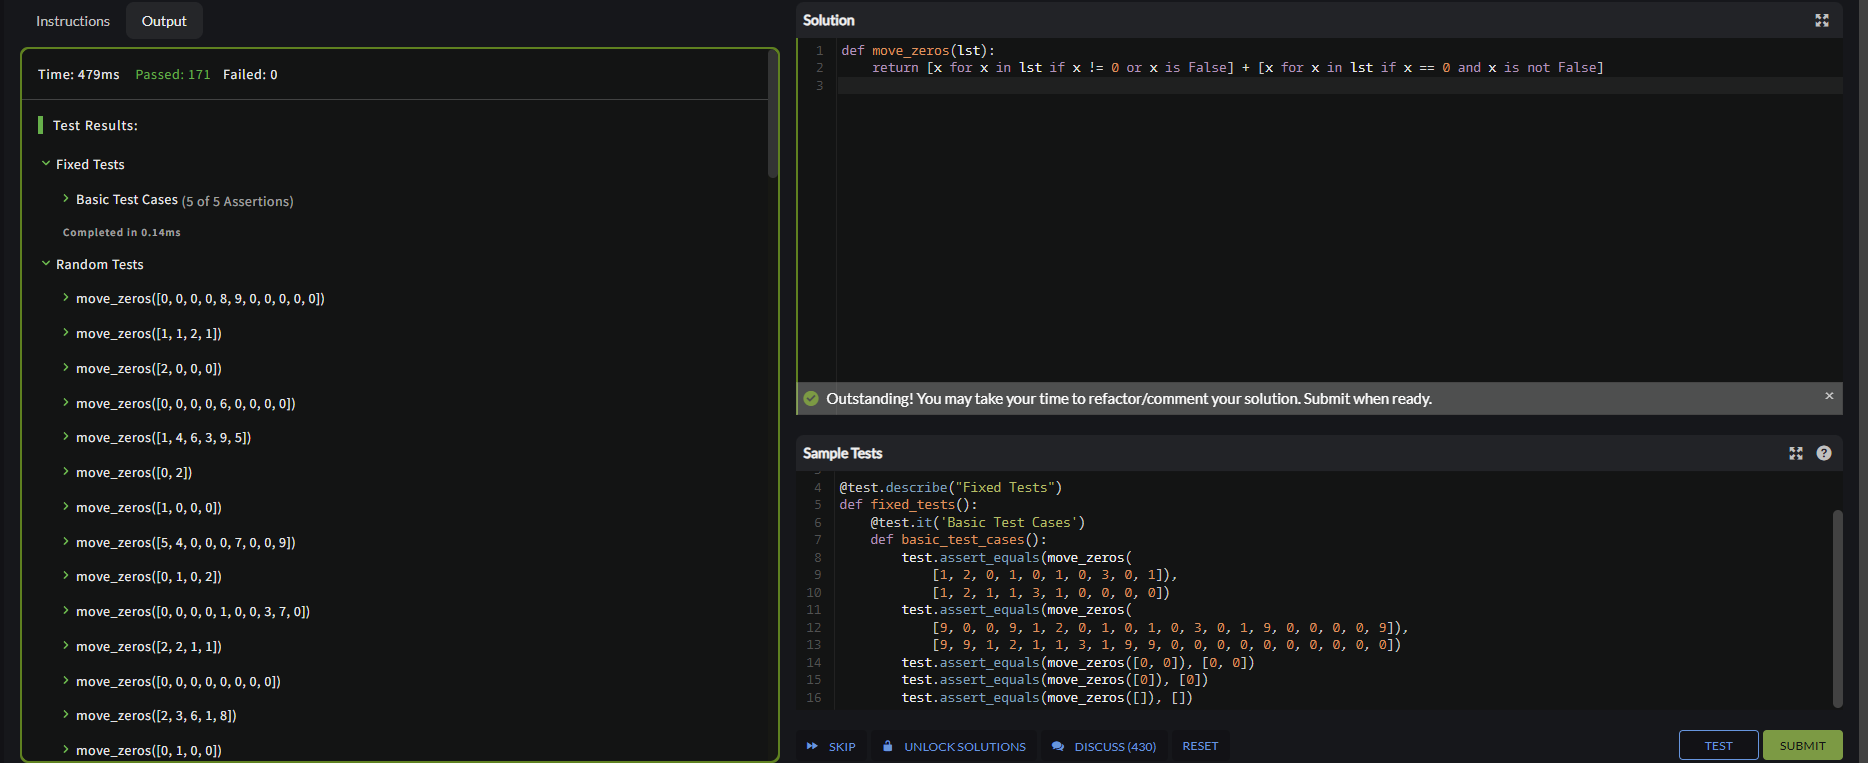 Instructions
Output
Time: 479ms Passed: 171 Failed: 0
Test Results:
Fixed Tests
Basic Test Cases (5 of 5 Assertions)
Completed in 0.14ms
Random Tests
move_zeros([0, 0, 0, 0, 8, 9, 0, 0, 0, 0, 0])
move_zeros([1, 1, 2, 1])
move_zeros([2, 0, 0, 0])
move_zeros([0, 0, 0, 0, 6, 0, 0, 0, 0])
move_zeros([1, 4, 6, 3, 9, 5])
move_zeros([0, 2])
move_zeros([1, 0, 0, 0])
move_zeros([5, 4, 0, 0, 0, 7, 0, 0, 9])
move_zeros([0, 1, 0, 2])
move_zeros([0, 0, 0, 0, 1, 0, 0, 3, 7, 0])
move_zeros([2, 2, 1, 1])
move_zeros([0, 0, 0, 0, 0, 0, 0, 0])
move_zeros([2, 3, 6, 1, 8])
move_zeros([0, 1, 0, 0])
Solution
1 def move_zeros(lst):
2 return [x for x in lst if x != 0 or x is False] + [x for x in lst if x == 0 and x is not False]
3
Outstanding! You may take your time to refactor/comment your solution. Submit when ready.
×
Sample Tests
4 @test.describe("Fixed Tests")
5 def fixed_tests():
6 @test.it('Basic Test Cases')
7 def basic_test_cases():
8 test.assert_equals(move_zeros(
9 [1, 2, 0, 1, 0, 1, 0, 3, 0, 1]),
10 [1, 2, 1, 1, 3, 1, 0, 0, 0, 0])
11 test.assert_equals(move_zeros(
12 [9, 0, 0, 9, 1, 2, 0, 1, 0, 1, 0, 3, 0, 1, 9, 0, 0, 0, 0, 9]),
13 [9, 9, 1, 2, 1, 1, 3, 1, 9, 9, 0, 0, 0, 0, 0, 0, 0, 0, 0, 0])
14 test.assert_equals(move_zeros([0, 0]), [0, 0])
15 test.assert_equals(move_zeros([0]), [0])
16 test.assert_equals(move_zeros([]), [])
SKIP
UNLOCK SOLUTIONS
DISCUSS (430)
RESET
TEST
SUBMIT